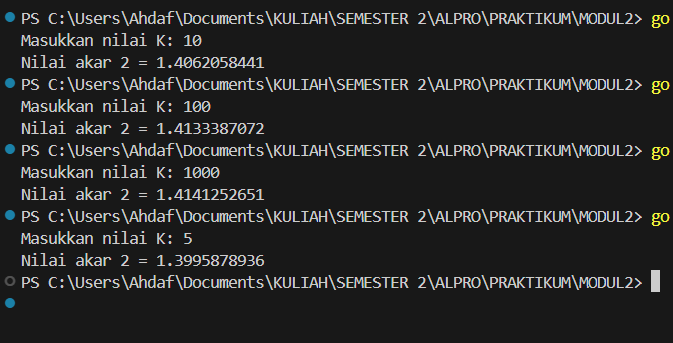 PS C:\Users\Ahdaf\Documents\KULIAH\SEMESTER 2\ALPRO\PRAKTIKUM\MODUL2> go
Masukkan nilai K: 10
Nilai akar 2 = 1.4062058441
PS C:\Users\Ahdaf\Documents\KULIAH\SEMESTER 2\ALPRO\PRAKTIKUM\MODUL2> go
Masukkan nilai K: 100
Nilai akar 2 = 1.4133387072
PS C:\Users\Ahdaf\Documents\KULIAH\SEMESTER 2\ALPRO\PRAKTIKUM\MODUL2> go
Masukkan nilai K: 1000
Nilai akar 2 = 1.4141252651
PS C:\Users\Ahdaf\Documents\KULIAH\SEMESTER 2\ALPRO\PRAKTIKUM\MODUL2> go
Masukkan nilai K: 5
Nilai akar 2 = 1.3995878936
PS C:\Users\Ahdaf\Documents\KULIAH\SEMESTER 2\ALPRO\PRAKTIKUM\MODUL2>